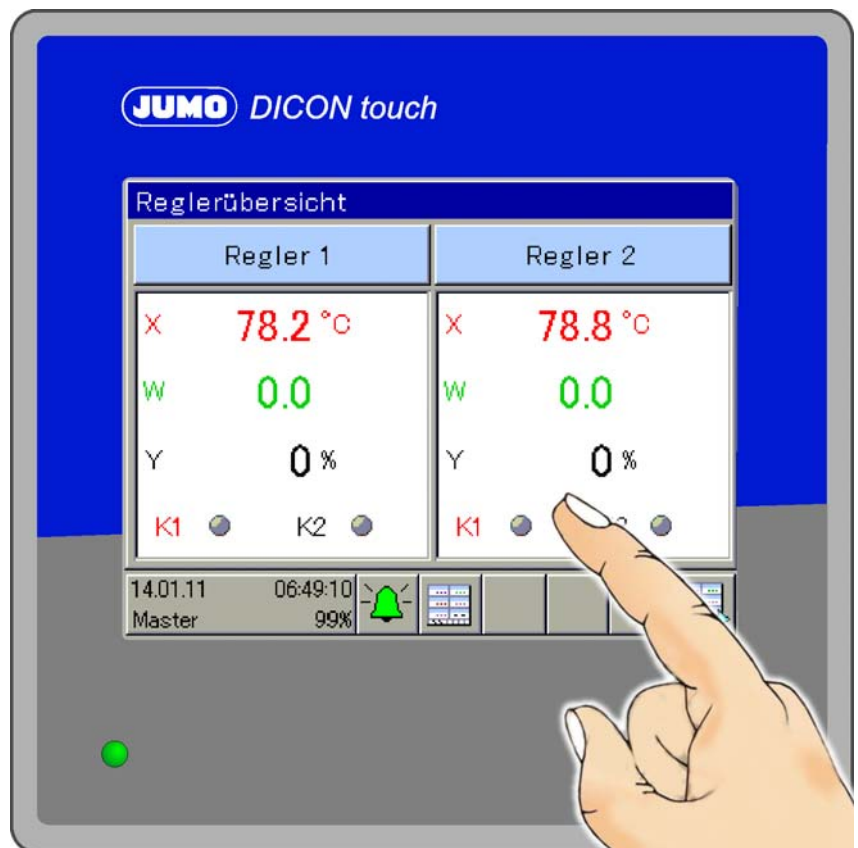 JUMO DICON touch
Reglerübersicht
Regler 1 Regler 2
X 78.2 °C X 78.8 °C
W 0.0 W 0.0
Y 0 % Y 0 %
K1 K2 K1
14.01.11 06:49:10
Master 99%